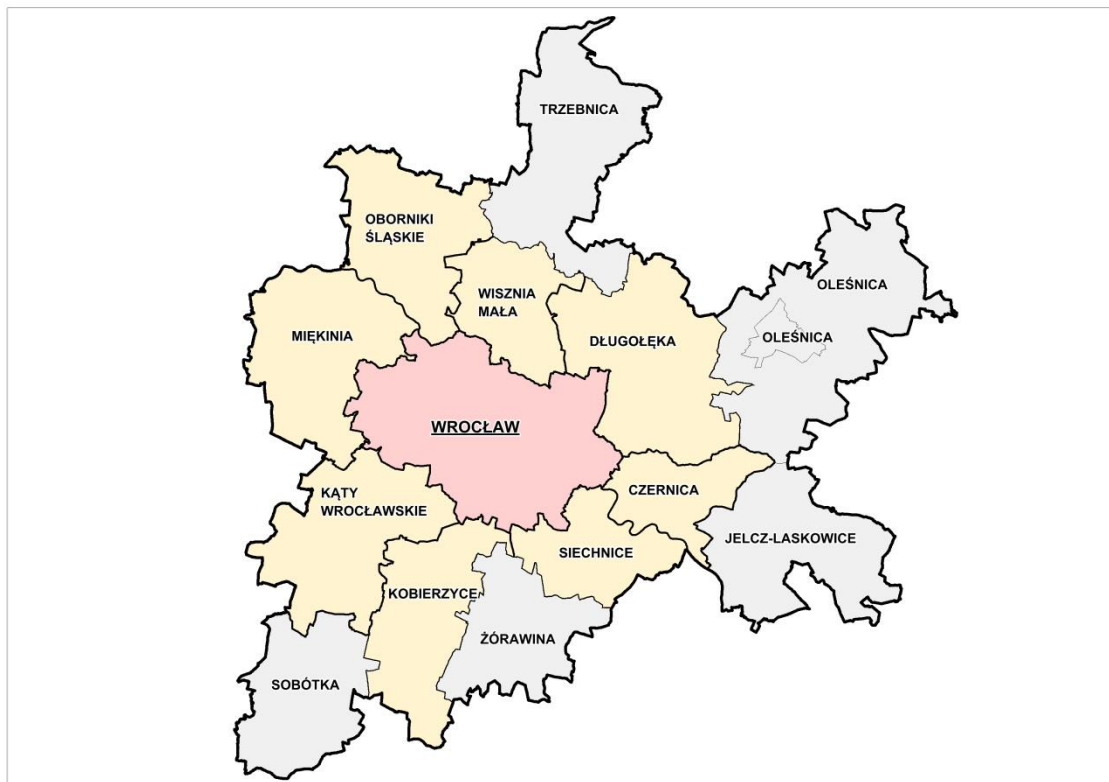 TRZEBNICA
OBORNIKI
ŚLĄSKIE
OLEŚNICA
WISZNIA
MAŁA
MIĘKINIA
DŁUGOŁĘKA
OLEŚNICA
WROCŁAW
CZERNICA
KĄTY
WROCŁAWSKIE
JELCZ-LASKOWICE
SIECHNICE
KOBIERZYCE
ŻÓRAWINA
SOBÓTKA